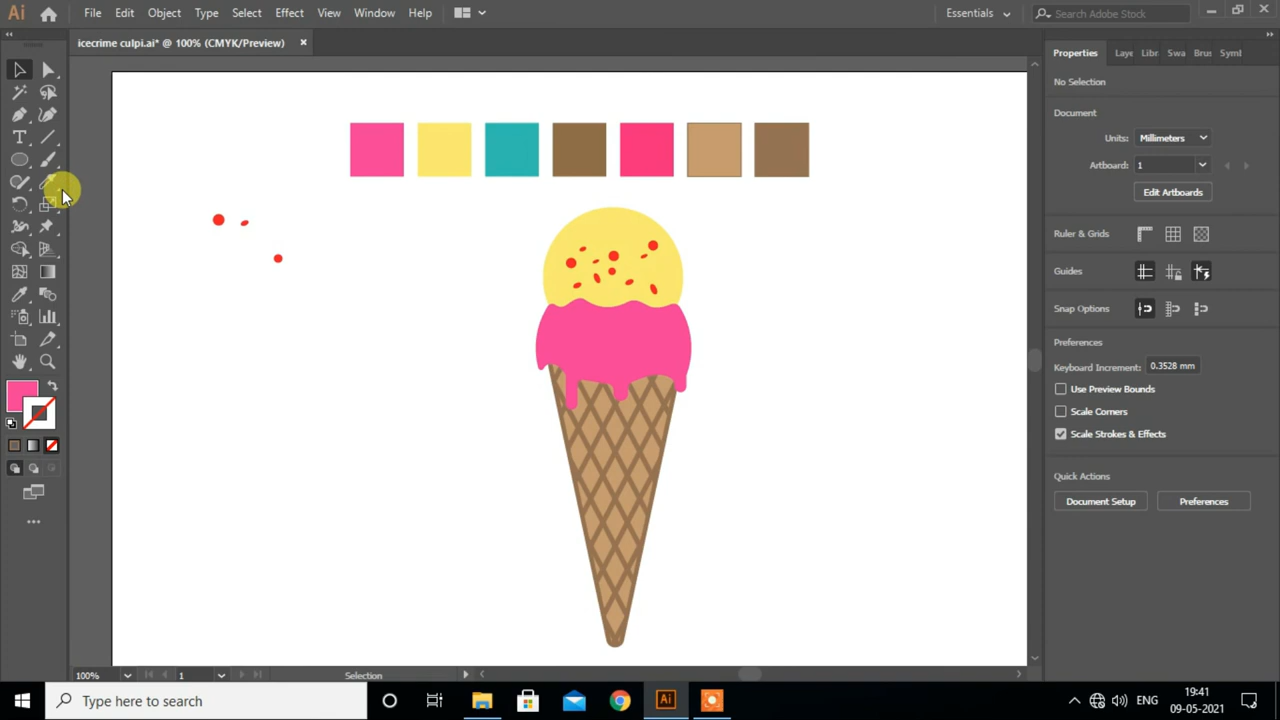 Ai File Edit Object Type Select Effect View Window Help Essentials Search Adobe Stock
icecrime culpi.ai* @ 100% (CMYK/Preview)
Properties Laye Libr Swa Brus Symb
No Selection
Document
Units: Millimeters
Artboard: 1
Edit Artboards
Ruler & Grids
Guides
Snap Options
Preferences
Keyboard Increment: 0.3528 mm
Use Preview Bounds
Scale Corners
Scale Strokes & Effects
Quick Actions
Document Setup Preferences
100% 1 Selection
Type here to search Ai ENG 19:41
09-05-2021